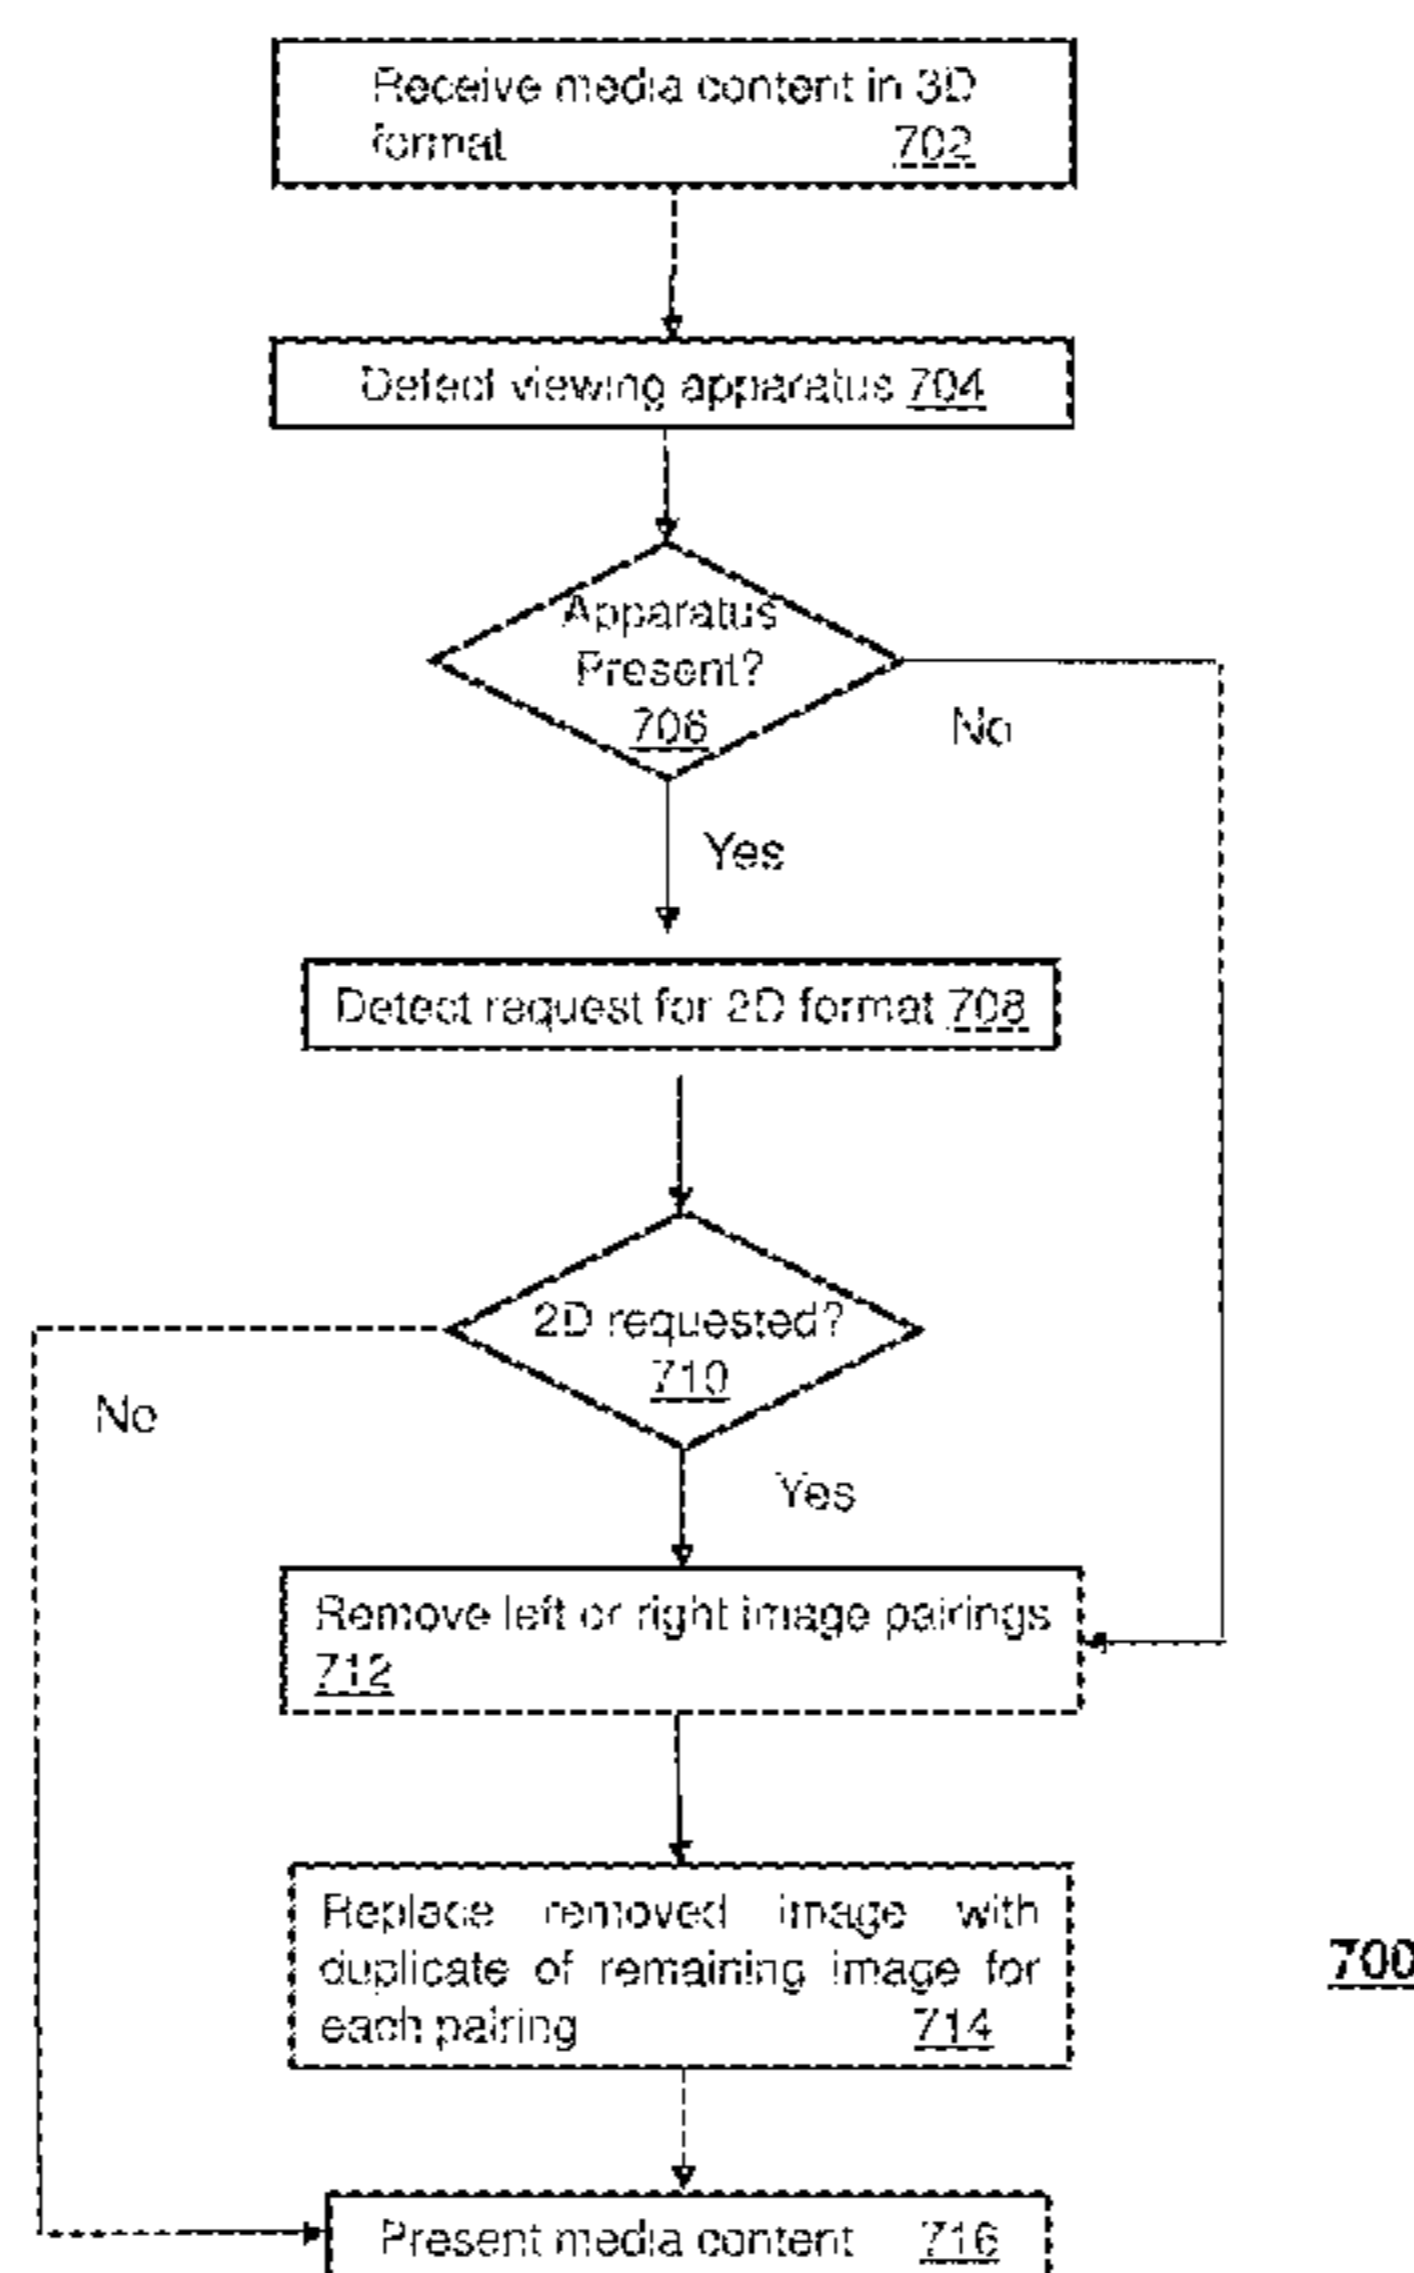 Receive media content in 3D
format 702
Detect viewing apparatus 704
Apparatus
Present?
706
No
Yes
Detect request for 2D format 708
2D requested?
710
No
Yes
Remove left or right image pairings
712
Replace removed image with
duplicate of remaining image for
each pairing 714
700
Present media content 716